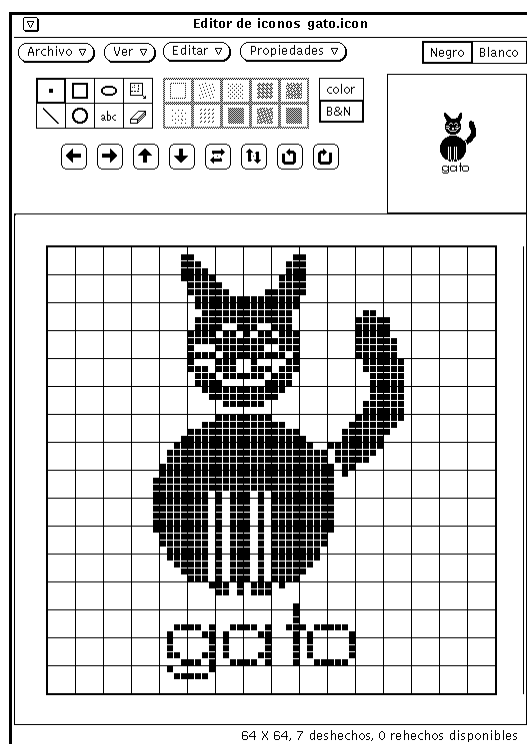 Editor de iconos gato.icon
Archivo Ver Editar Propiedades Negro Blanco
color
abc B&N
gato
gato
64 X 64, 7 deshechos, 0 rehechos disponibles